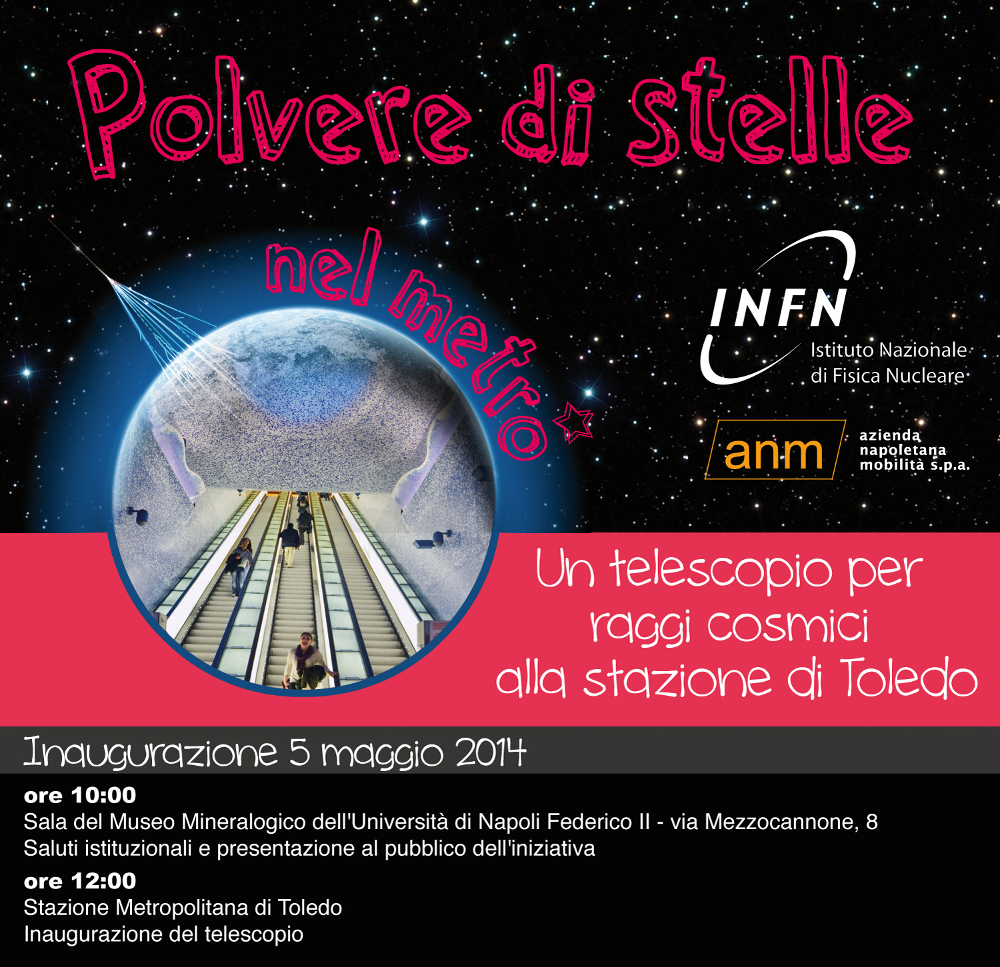 Polvere di stelle
nel metro
INFN
Istituto Nazionale
di Fisica Nucleare
anm
azienda
napoletana
mobilità s.p.a.
Un telescopio per
raggi cosmici
alla stazione di Toledo
Inaugurazione 5 maggio 2014
ore 10:00
Sala del Museo Mineralogico dell'Università di Napoli Federico II - via Mezzocannone, 8
Saluti istituzionali e presentazione al pubblico dell'iniziativa
ore 12:00
Stazione Metropolitana di Toledo
Inaugurazione del telescopio